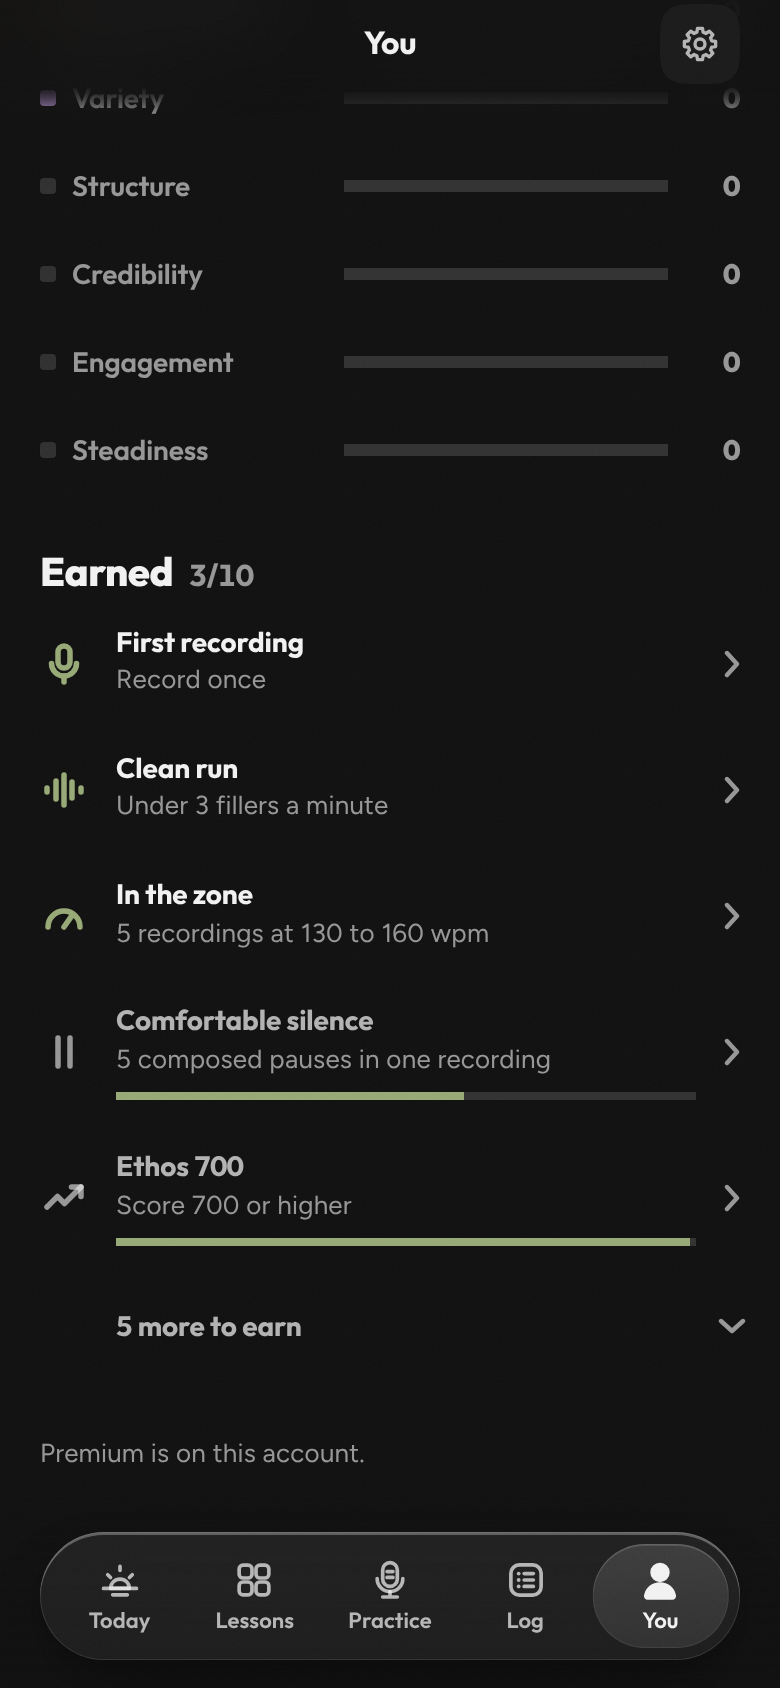 You
Variety 0
Structure 0
Credibility 0
Engagement 0
Steadiness 0
Earned 3/10
First recording
Record once
Clean run
Under 3 fillers a minute
In the zone
5 recordings at 130 to 160 wpm
Comfortable silence
5 composed pauses in one recording
Ethos 700
Score 700 or higher
5 more to earn
Premium is on this account.
Today Lessons Practice Log You